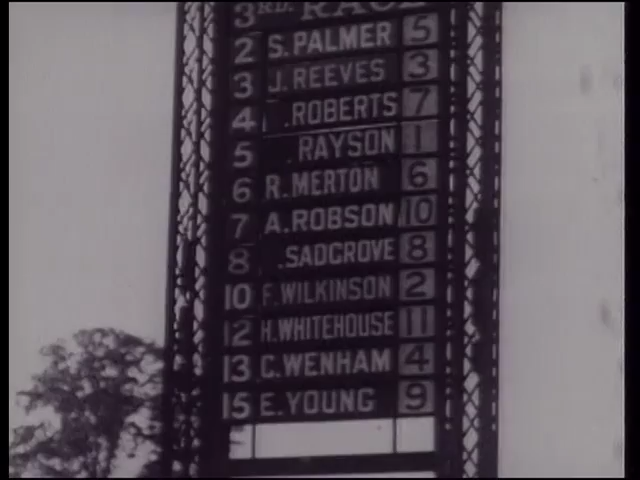 3RD. RACE
2 S. PALMER 5
3 J. REEVES 3
4 . ROBERTS 7
5 . RAYSON 1
6 R. MERTON 6
7 A. ROBSON 10
8 . SADGROVE 8
10 F. WILKINSON 2
12 H. WHITEHOUSE 11
13 C. WENHAM 4
15 E. YOUNG 9